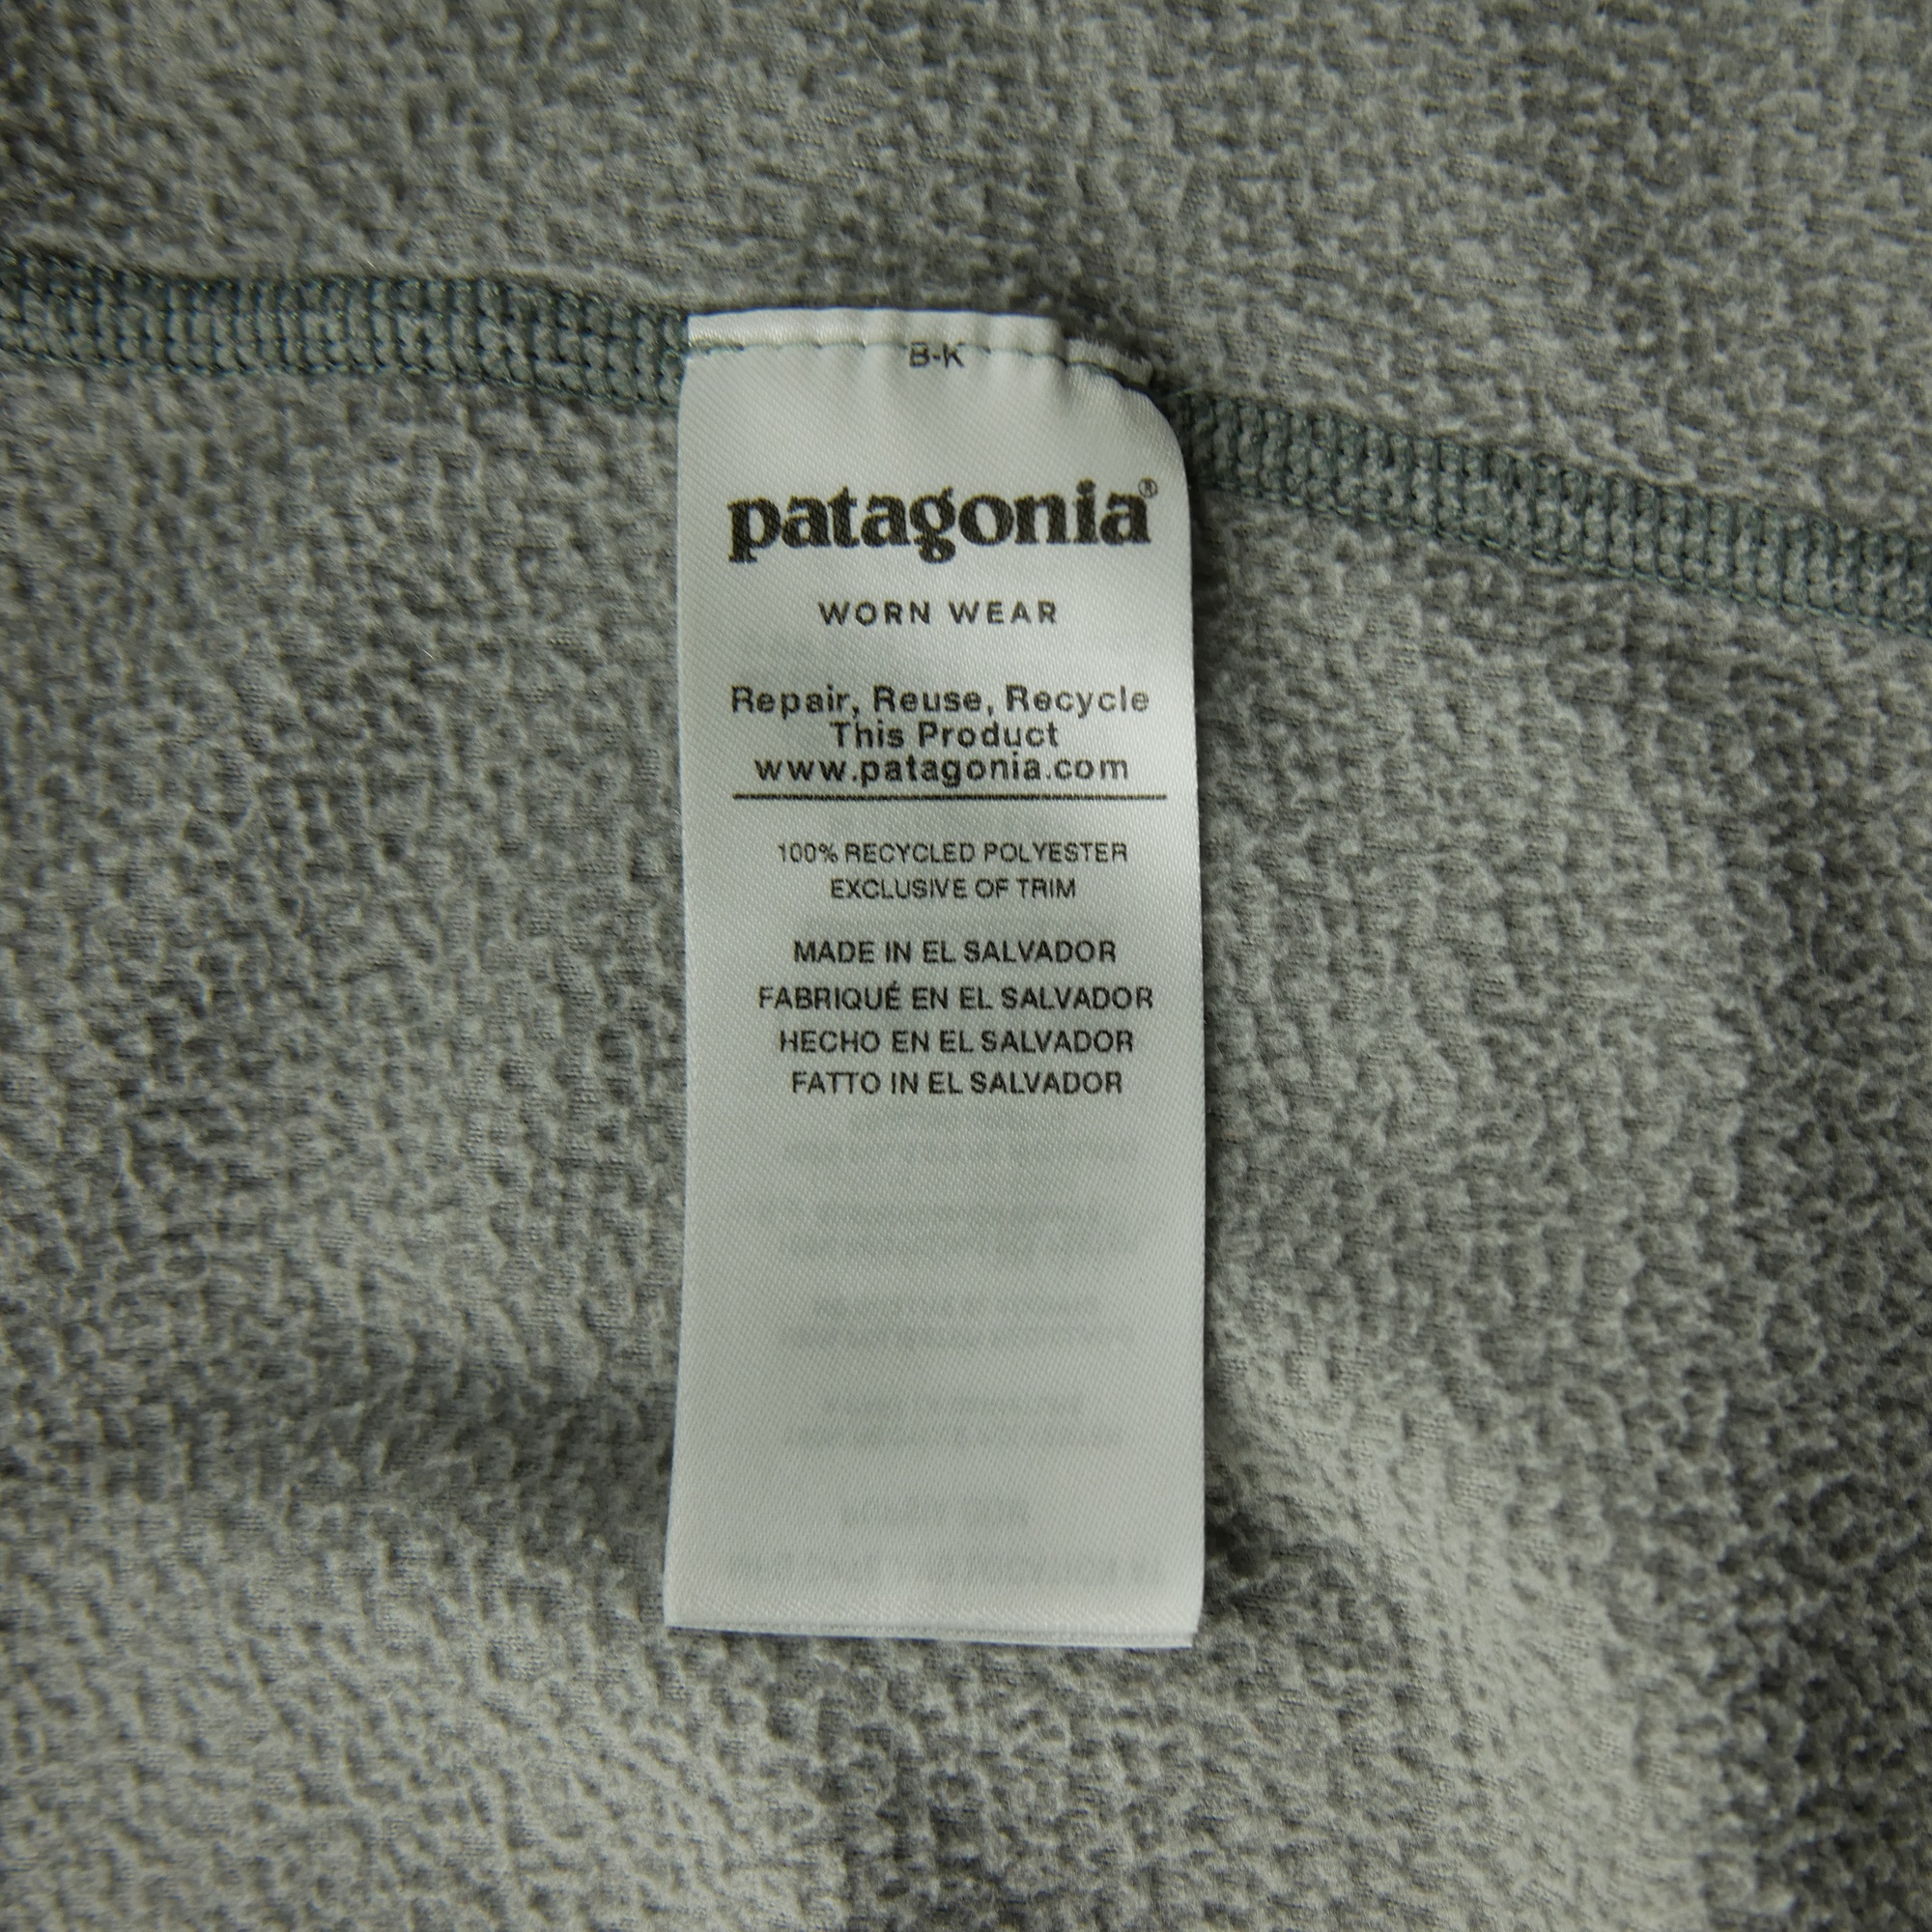 B-K
patagonia®
WORN WEAR
Repair, Reuse, Recycle
This Product
www.patagonia.com
100% RECYCLED POLYESTER
EXCLUSIVE OF TRIM
MADE IN EL SALVADOR
FABRIQUÉ EN EL SALVADOR
HECHO EN EL SALVADOR
FATTO IN EL SALVADOR